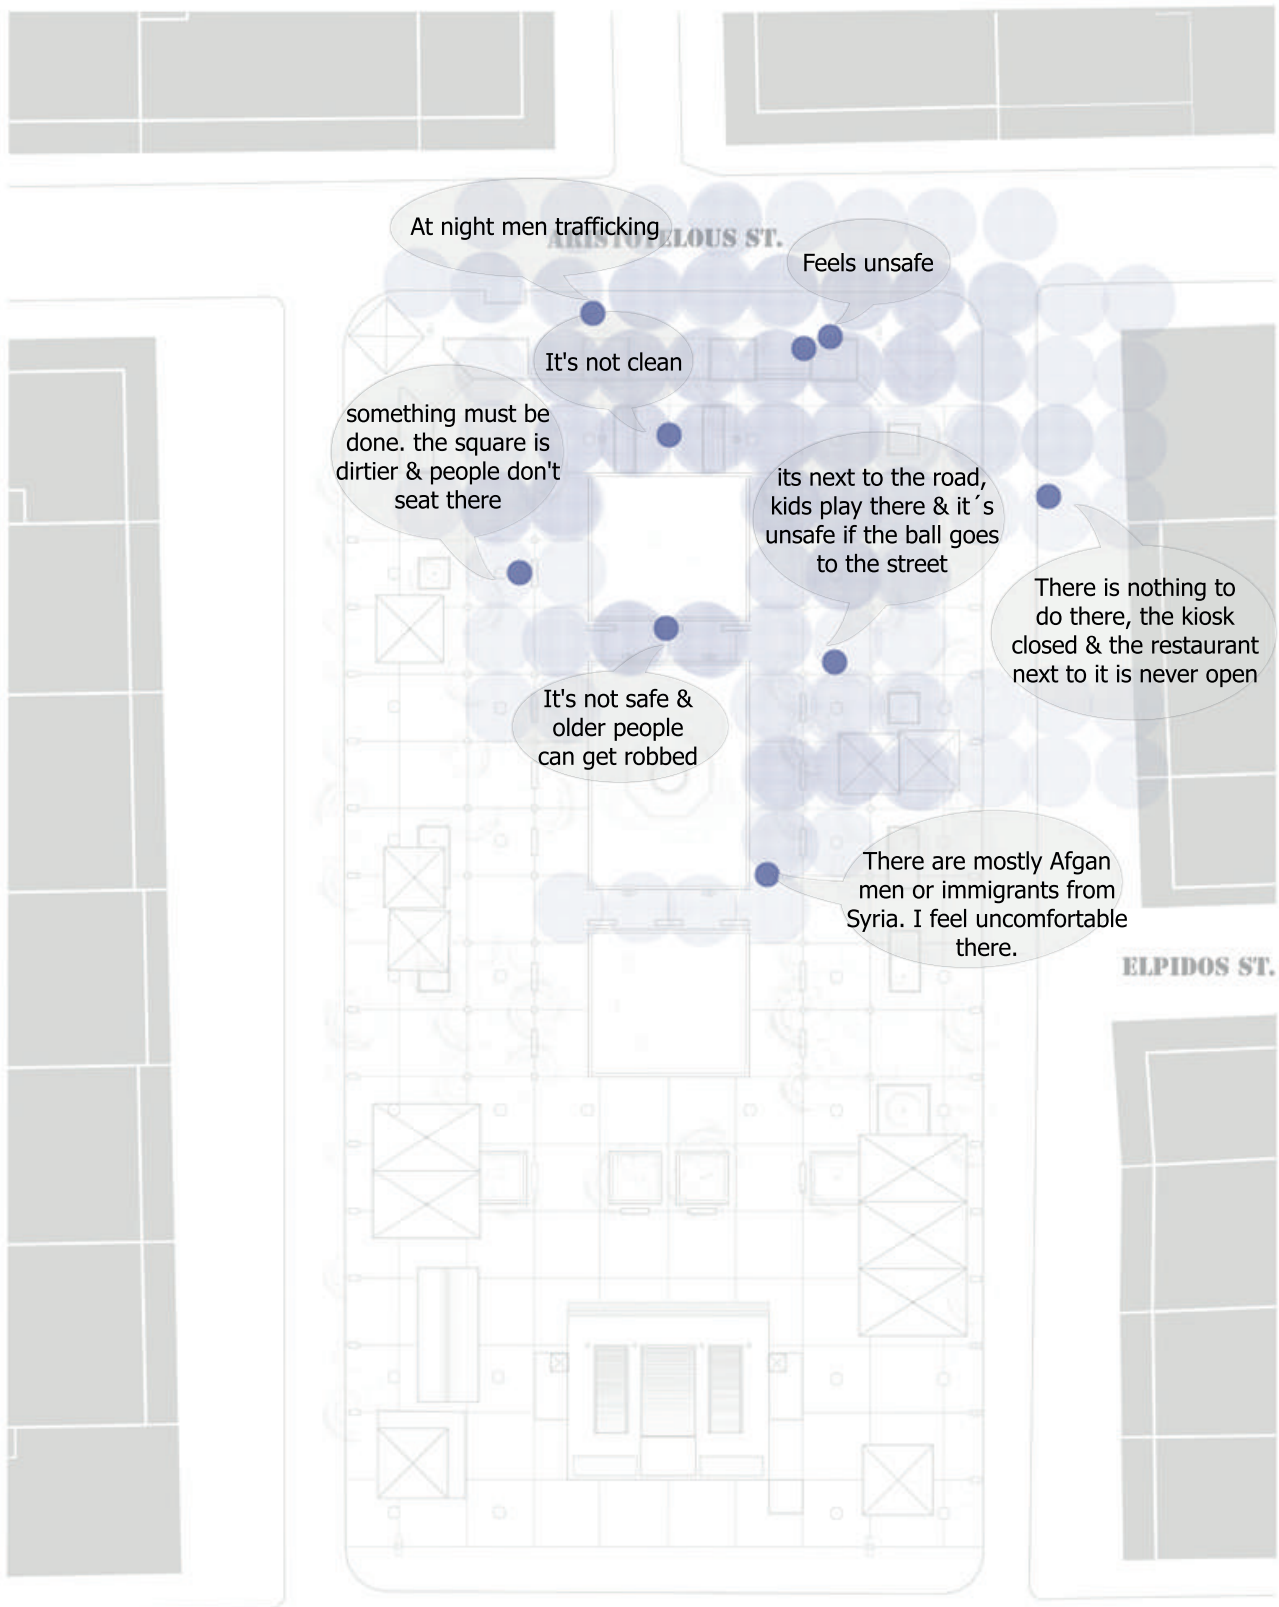 At night men trafficking
ARISTOTELOUS ST.
Feels unsafe
It's not clean
something must be
done. the square is
dirtier & people don't
seat there
its next to the road,
kids play there & it´s
unsafe if the ball goes
to the street
There is nothing to
do there, the kiosk
closed & the restaurant
next to it is never open
It's not safe &
older people
can get robbed
There are mostly Afgan
men or immigrants from
Syria. I feel uncomfortable
there.
ELPIDOS ST.